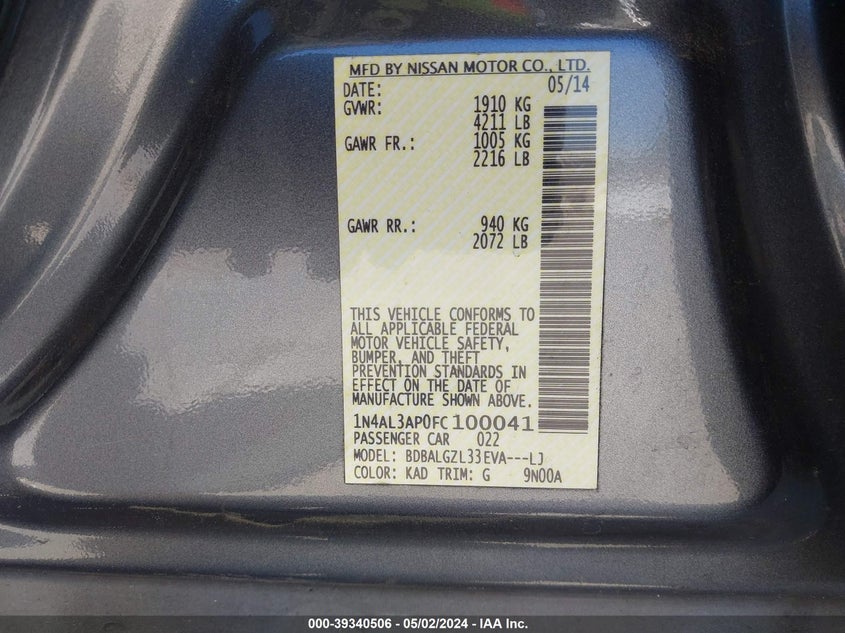 MFD BY NISSAN MOTOR CO., LTD.
DATE: 05/14
GVWR: 1910 KG
4211 LB
GAWR FR.: 1005 KG
2216 LB
GAWR RR.: 940 KG
2072 LB
THIS VEHICLE CONFORMS TO
ALL APPLICABLE FEDERAL
MOTOR VEHICLE SAFETY,
BUMPER, AND THEFT
PREVENTION STANDARDS IN
EFFECT ON THE DATE OF
MANUFACTURE SHOWN ABOVE.
1N4AL3AP0FC100041
PASSENGER CAR 022
MODEL: BDBALGZL33EVA---LJ
COLOR: KAD TRIM: G 9N00A
000-39340506 - 05/02/2024 - IAA Inc.